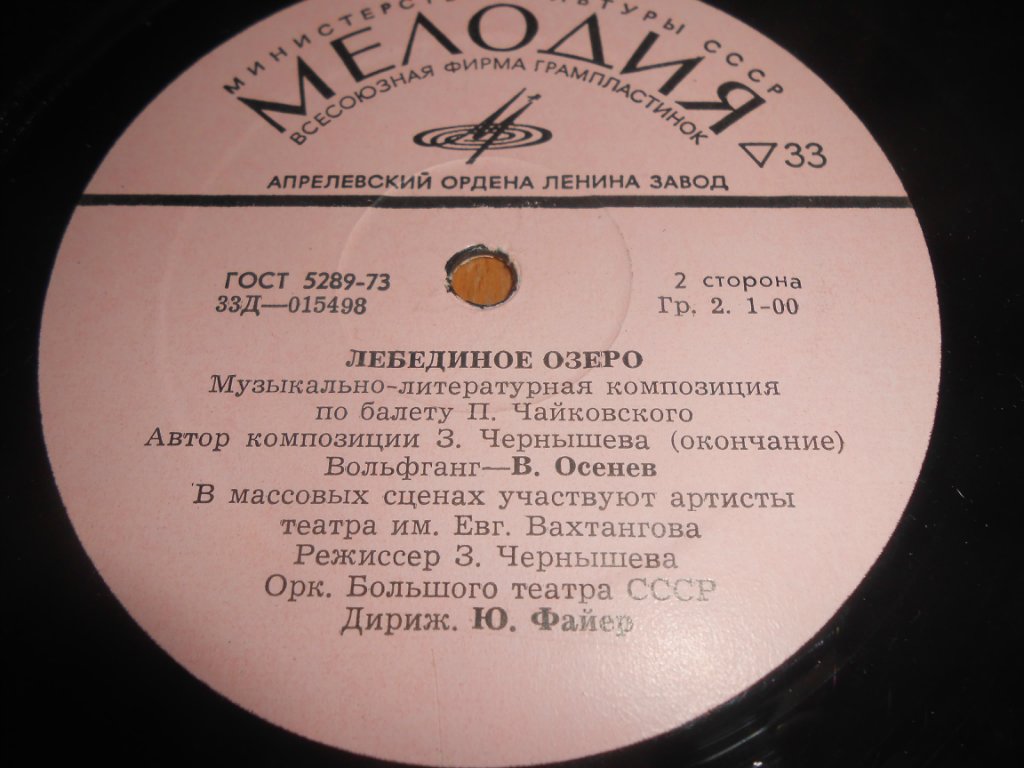 МИНИСТЕРСТВО КУЛЬТУРЫ СССР
МЕЛОДИЯ
ВСЕСОЮЗНАЯ ФИРМА ГРАМПЛАСТИНОК
33
АПРЕЛЕВСКИЙ ОРДЕНА ЛЕНИНА ЗАВОД
ГОСТ 5289-73
33Д—015498
2 сторона
Гр. 2. 1-00
ЛЕБЕДИНОЕ ОЗЕРО
Музыкально-литературная композиция
по балету П. Чайковского
Автор композиции З. Чернышева (окончание)
Вольфганг—В. Осенев
В массовых сценах участвуют артисты
театра им. Евг. Вахтангова
Режиссер З. Чернышева
Орк. Большого театра СССР
Дириж. Ю. Файер